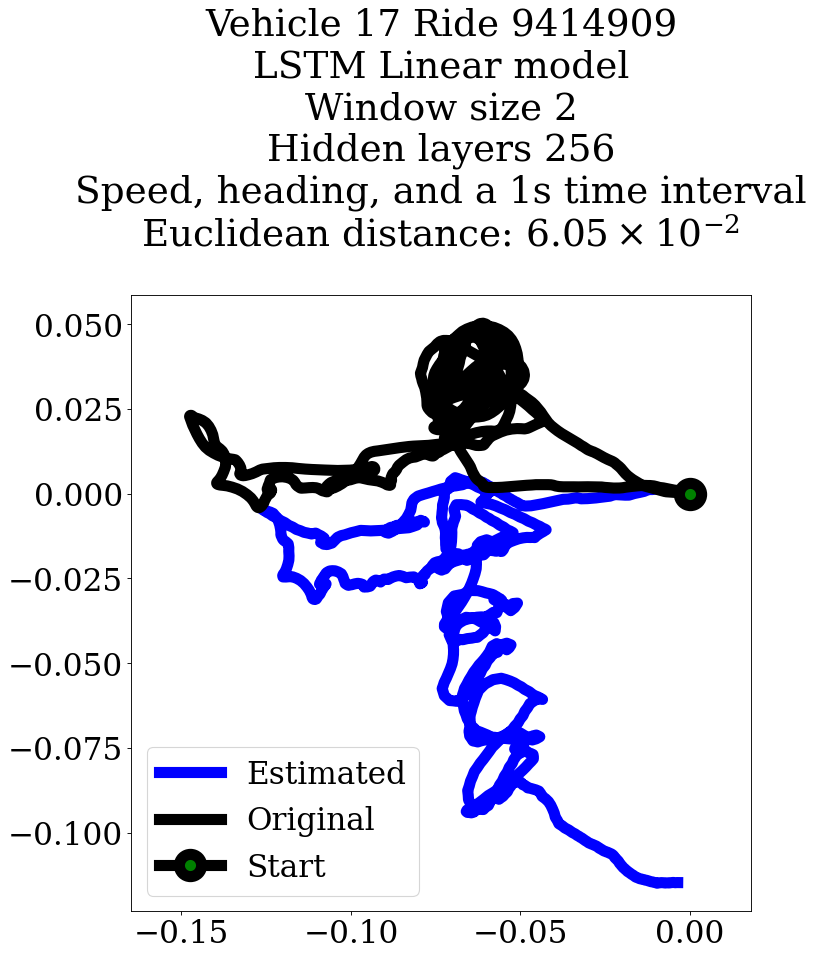 Vehicle 17 Ride 9414909
LSTM Linear model
Window size 2
Hidden layers 256
Speed, heading, and a 1s time interval
Euclidean distance: 6.05 × 10⁻²
0.050
0.025
0.000
−0.025
−0.050
−0.075
−0.100
Estimated
Original
Start
−0.15 −0.10 −0.05 0.00